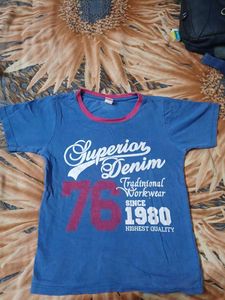 Superior
Denim
76
Traditional
Workwear
SINCE
1980
HIGHEST QUALITY